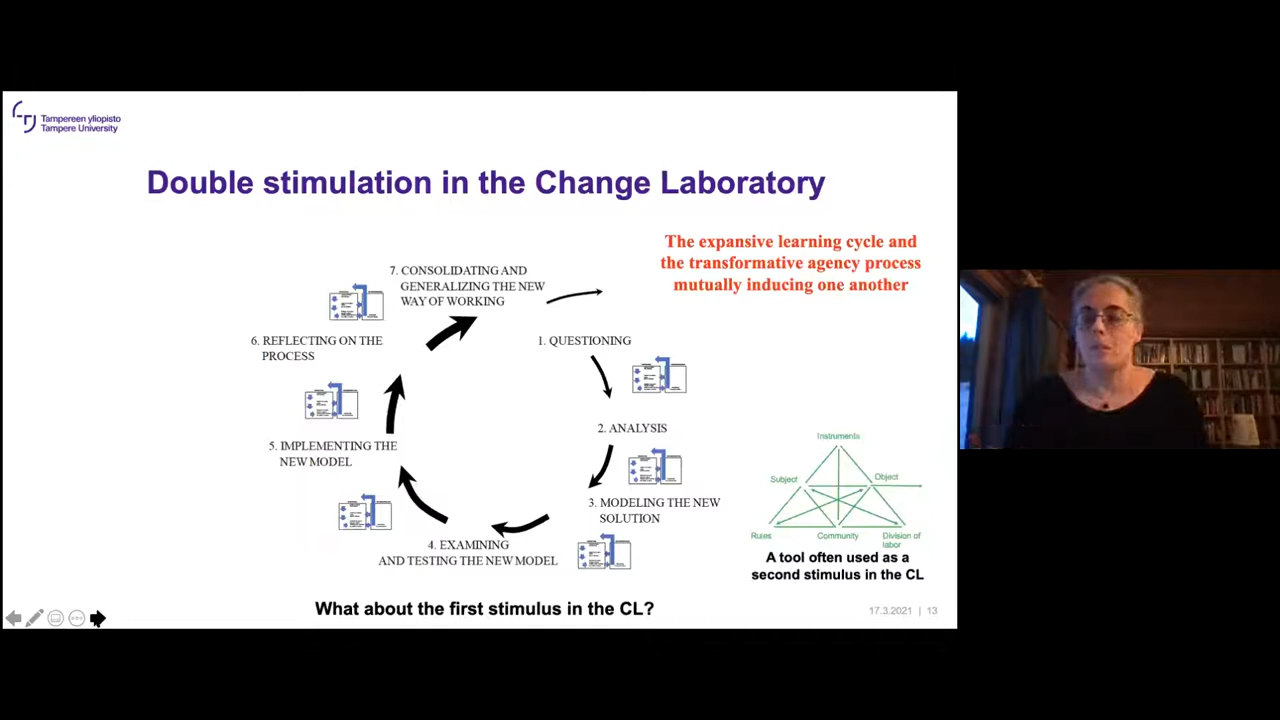 Tampereen yliopisto
Tampere University
Double stimulation in the Change Laboratory
The expansive learning cycle and
the transformative agency process
mutually inducing one another
7. CONSOLIDATING AND
GENERALIZING THE NEW
WAY OF WORKING
1. QUESTIONING
6. REFLECTING ON THE
PROCESS
2. ANALYSIS
5. IMPLEMENTING THE
NEW MODEL
3. MODELING THE NEW
SOLUTION
4. EXAMINING
AND TESTING THE NEW MODEL
Instruments
Subject
Object
Rules
Community
Division of
labor
A tool often used as a
second stimulus in the CL
What about the first stimulus in the CL?
17.3.2021 | 13